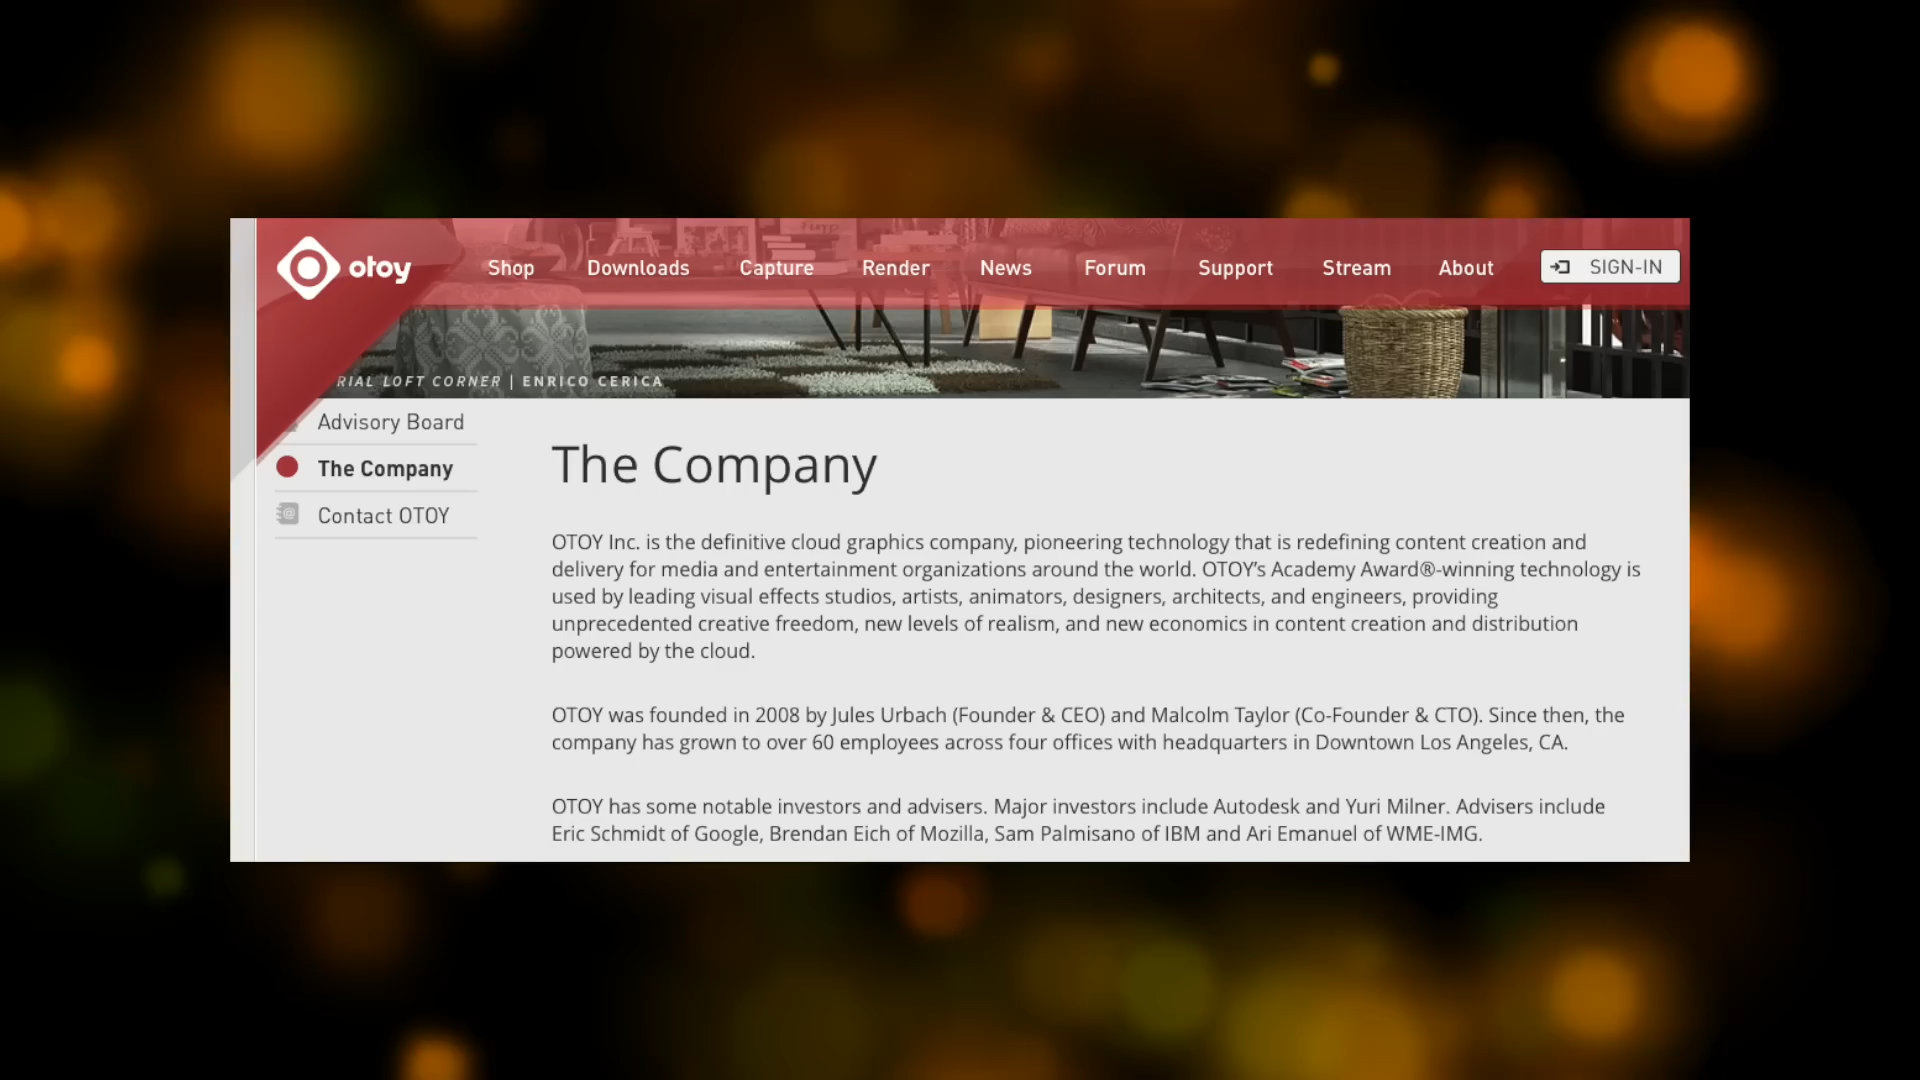 otoy
Shop Downloads Capture Render News Forum Support Stream About SIGN-IN
RIAL LOFT CORNER | ENRICO CERICA
Advisory Board
The Company
Contact OTOY
The Company
OTOY Inc. is the definitive cloud graphics company, pioneering technology that is redefining content creation and
delivery for media and entertainment organizations around the world. OTOY’s Academy Award®-winning technology is
used by leading visual effects studios, artists, animators, designers, architects, and engineers, providing
unprecedented creative freedom, new levels of realism, and new economics in content creation and distribution
powered by the cloud.
OTOY was founded in 2008 by Jules Urbach (Founder & CEO) and Malcolm Taylor (Co-Founder & CTO). Since then, the
company has grown to over 60 employees across four offices with headquarters in Downtown Los Angeles, CA.
OTOY has some notable investors and advisers. Major investors include Autodesk and Yuri Milner. Advisers include
Eric Schmidt of Google, Brendan Eich of Mozilla, Sam Palmisano of IBM and Ari Emanuel of WME-IMG.